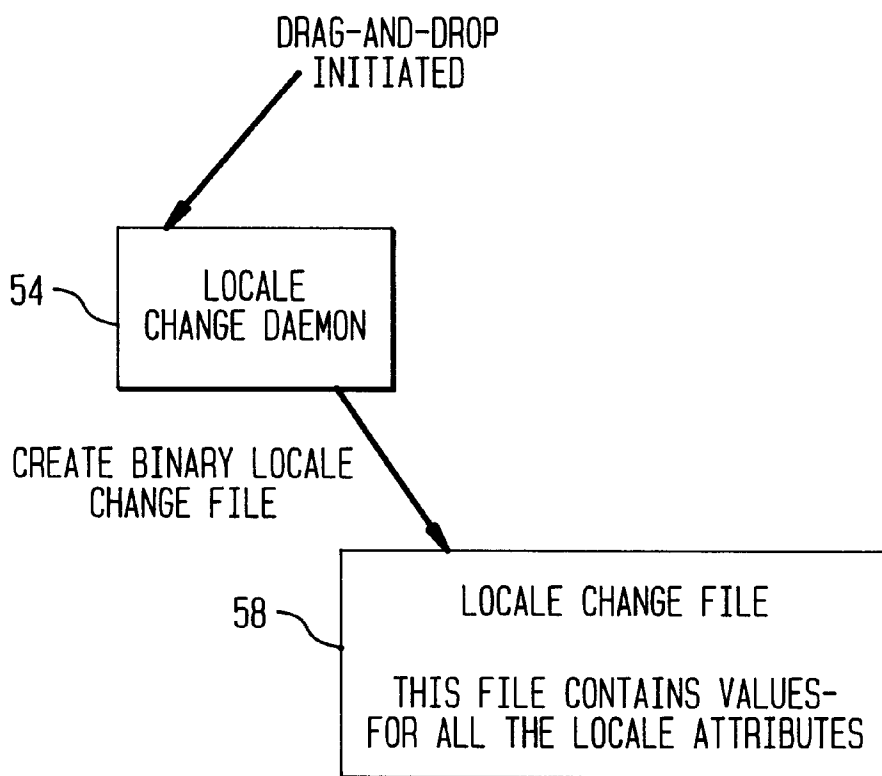 DRAG-AND-DROP
INITIATED
54
LOCALE
CHANGE DAEMON
CREATE BINARY LOCALE
CHANGE FILE
58
LOCALE CHANGE FILE
THIS FILE CONTAINS VALUES-
FOR ALL THE LOCALE ATTRIBUTES